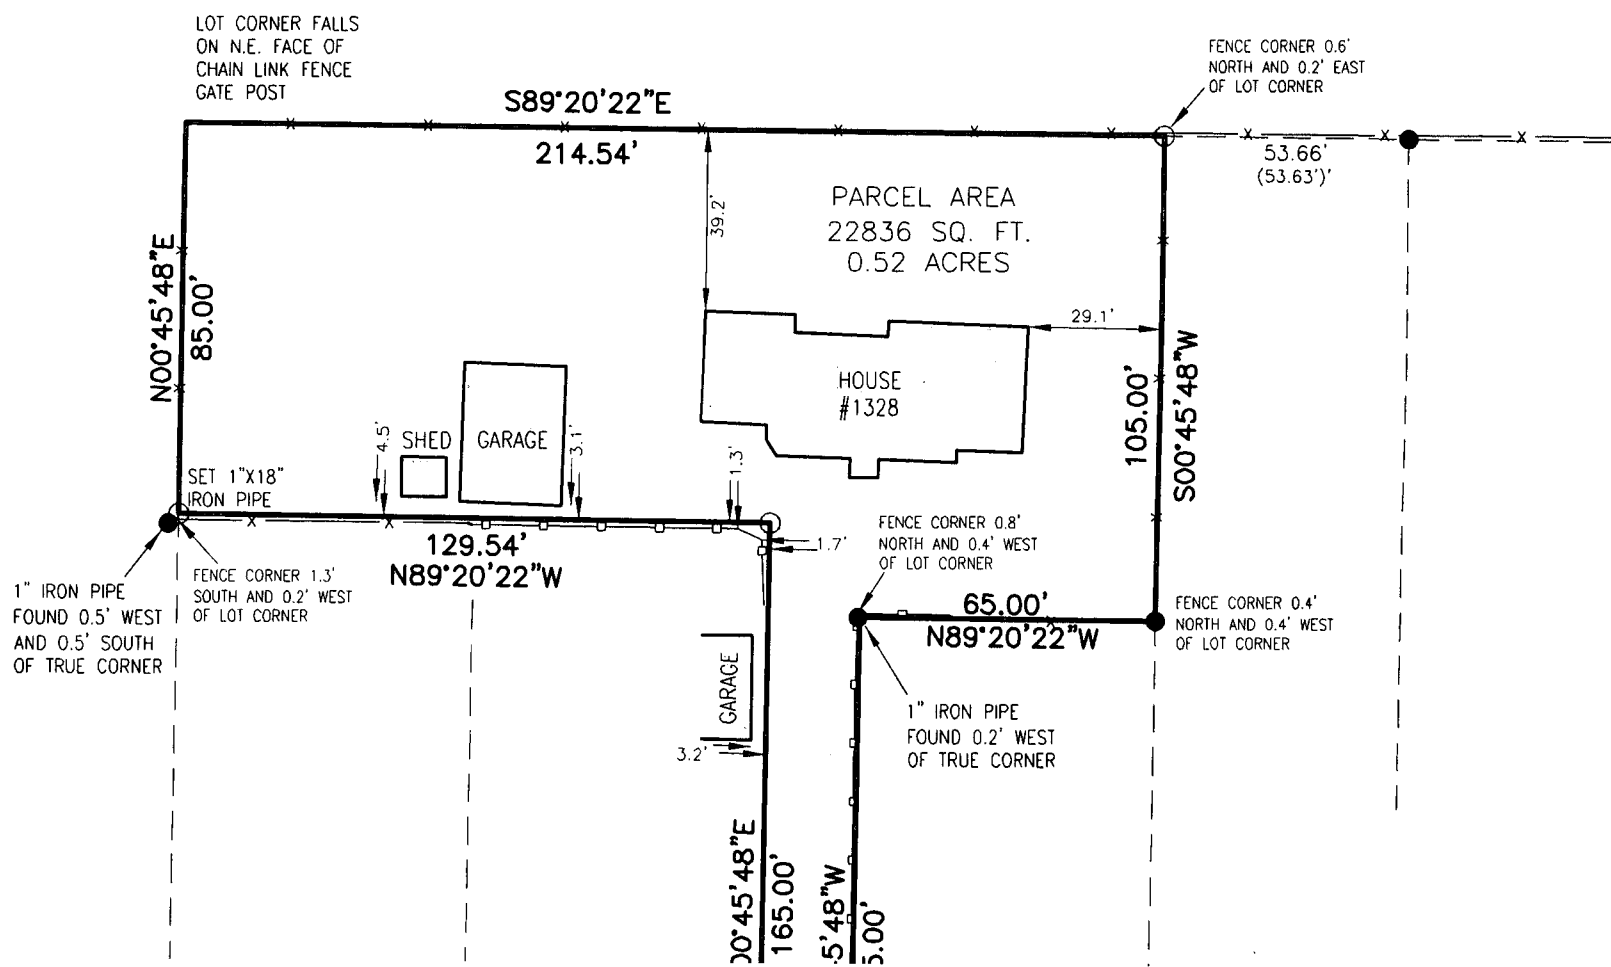 LOT CORNER FALLS
ON N.E. FACE OF
CHAIN LINK FENCE
GATE POST
S89°20'22"E
214.54'
FENCE CORNER 0.6'
NORTH AND 0.2' EAST
OF LOT CORNER
53.66'
(53.63')'
39.2'
PARCEL AREA
22836 SQ. FT.
0.52 ACRES
N00°45'48"E
85.00'
29.1'
105.00'
S00°45'48"W
HOUSE
#1328
4.5'
SHED
GARAGE
3.1'
1.3'
SET 1"X18"
IRON PIPE
129.54'
N89°20'22"W
1.7'
FENCE CORNER 0.8'
NORTH AND 0.4' WEST
OF LOT CORNER
1" IRON PIPE
FOUND 0.5' WEST
AND 0.5' SOUTH
OF TRUE CORNER
FENCE CORNER 1.3'
SOUTH AND 0.2' WEST
OF LOT CORNER
65.00'
N89°20'22"W
FENCE CORNER 0.4'
NORTH AND 0.4' WEST
OF LOT CORNER
GARAGE
3.2'
1" IRON PIPE
FOUND 0.2' WEST
OF TRUE CORNER
00°45'48"E
165.00'
5'48"W
5.00'